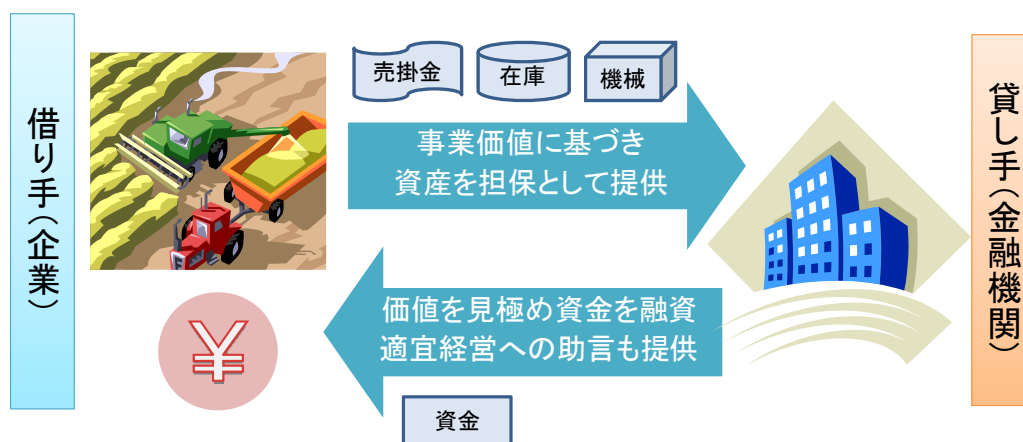 借り手（企業）
売掛金
在庫
機械
事業価値に基づき
資産を担保として提供
価値を見極め資金を融資
適宜経営への助言も提供
¥
資金
貸し手（金融機関）